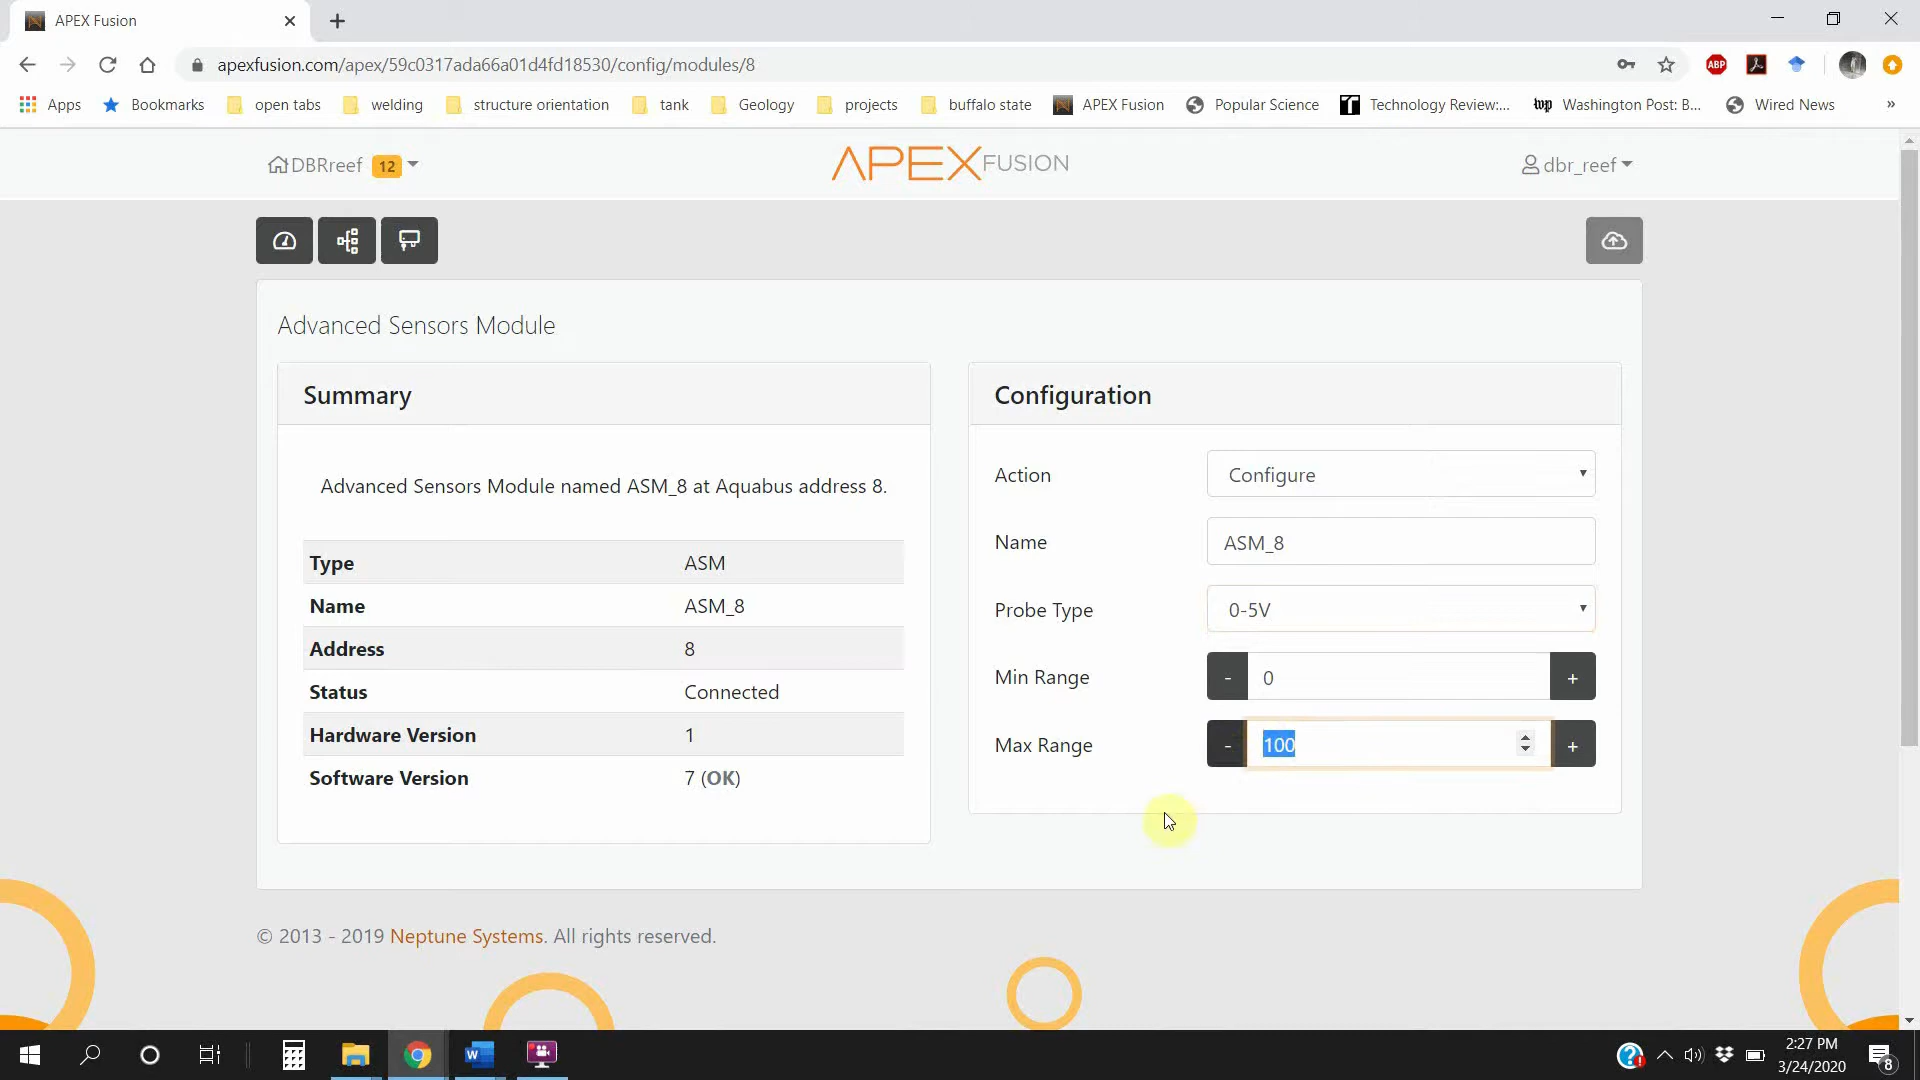 APEX Fusion
apexfusion.com/apex/59c0317ada66a01d4fd18530/config/modules/8
ABP
Apps Bookmarks open tabs welding structure orientation tank Geology projects buffalo state APEX Fusion Popular Science Technology Review:... wp Washington Post: B... Wired News »
DBRreef 12
APEX FUSION
dbr_reef
Advanced Sensors Module
Summary
Advanced Sensors Module named ASM_8 at Aquabus address 8.
Type ASM
Name ASM_8
Address 8
Status Connected
Hardware Version 1
Software Version 7 (OK)
Configuration
Action Configure
Name ASM_8
Probe Type 0-5V
Min Range - 0 +
Max Range - 100 +
© 2013 - 2019 Neptune Systems. All rights reserved.
2:27 PM
3/24/2020
8